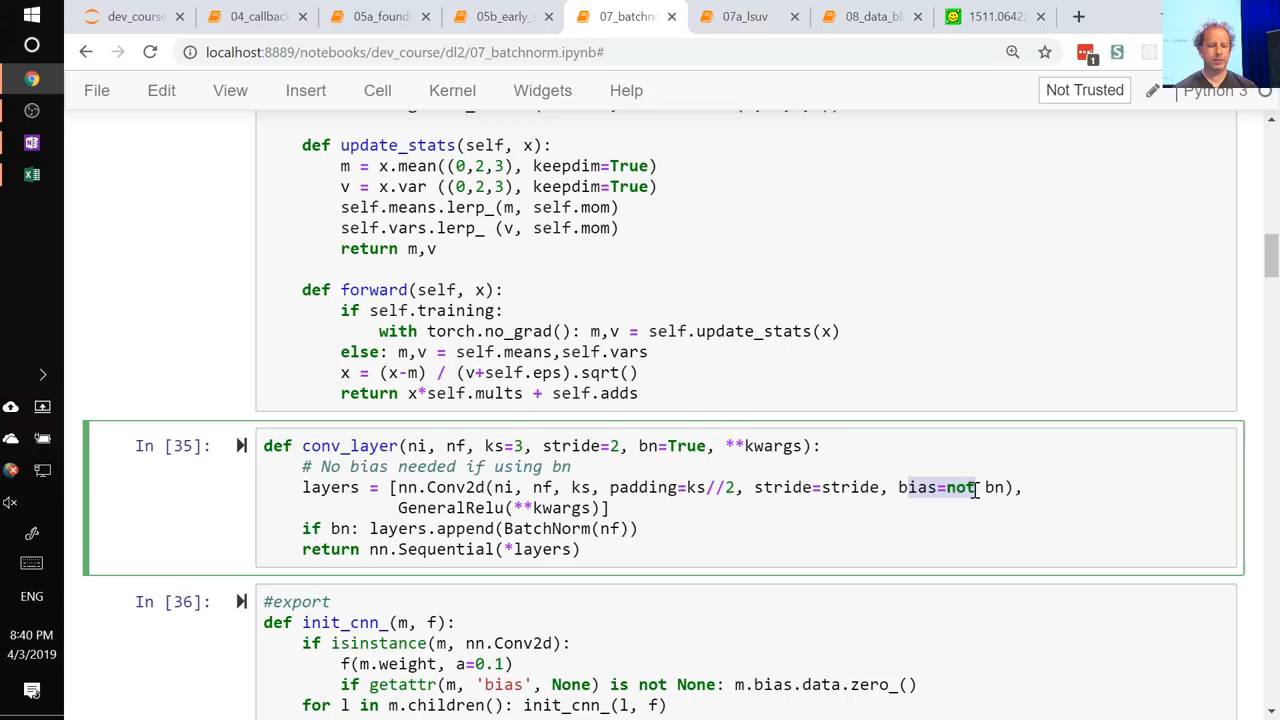 dev_course
04_callback
05a_found
05b_early_s
07_batchn
07a_lsuv
08_data_bl
1511.0642
localhost:8889/notebooks/dev_course/dl2/07_batchnorm.ipynb#
1
File Edit View Insert Cell Kernel Widgets Help
Not Trusted
Python 3
def update_stats(self, x):
m = x.mean((0,2,3), keepdim=True)
v = x.var ((0,2,3), keepdim=True)
self.means.lerp_(m, self.mom)
self.vars.lerp_ (v, self.mom)
return m,v
def forward(self, x):
if self.training:
with torch.no_grad(): m,v = self.update_stats(x)
else: m,v = self.means,self.vars
x = (x-m) / (v+self.eps).sqrt()
return x*self.mults + self.adds
In [35]:
def conv_layer(ni, nf, ks=3, stride=2, bn=True, **kwargs):
# No bias needed if using bn
layers = [nn.Conv2d(ni, nf, ks, padding=ks//2, stride=stride, bias=not bn),
GeneralRelu(**kwargs)]
if bn: layers.append(BatchNorm(nf))
return nn.Sequential(*layers)
In [36]:
#export
def init_cnn_(m, f):
if isinstance(m, nn.Conv2d):
f(m.weight, a=0.1)
if getattr(m, 'bias', None) is not None: m.bias.data.zero_()
for l in m.children(): init_cnn_(l, f)
ENG
8:40 PM
4/3/2019